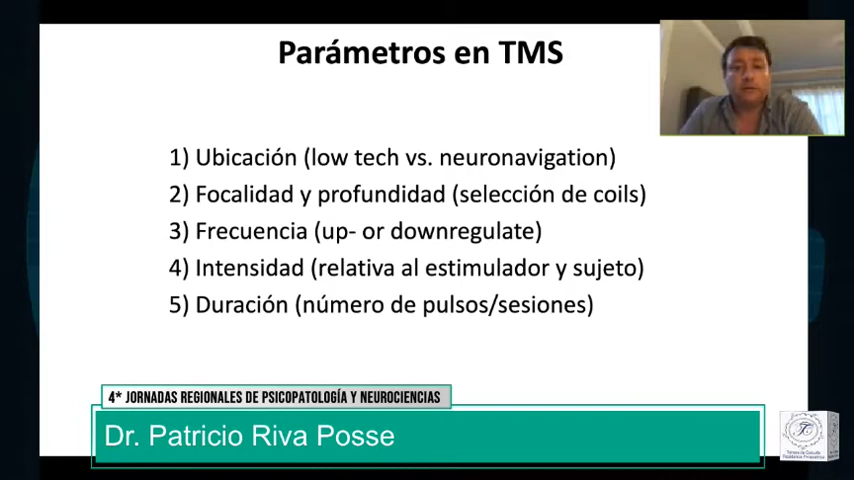 Parámetros en TMS
1) Ubicación (low tech vs. neuronavigation)
2) Focalidad y profundidad (selección de coils)
3) Frecuencia (up- or downregulate)
4) Intensidad (relativa al estimulador y sujeto)
5) Duración (número de pulsos/sesiones)
4* JORNADAS REGIONALES DE PSICOPATOLOGÍA Y NEUROCIENCIAS
Dr. Patricio Riva Posse